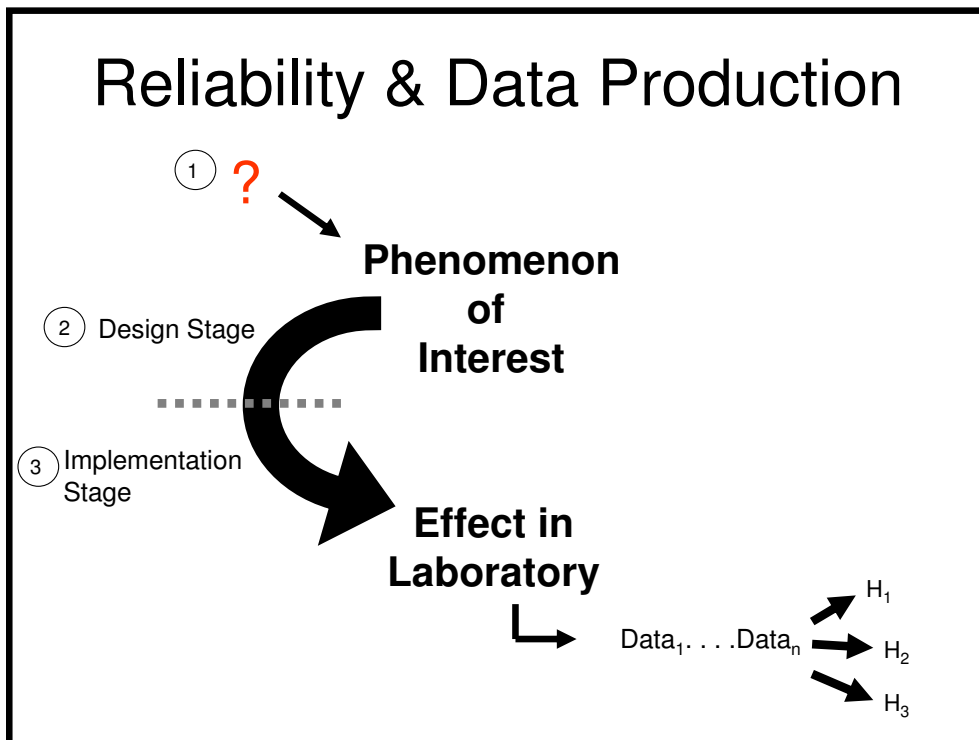 Reliability & Data Production
1 ?
Phenomenon
of
Interest
2 Design Stage
3 Implementation
Stage
Effect in
Laboratory
Data₁. . . .Dataₙ
H₁
H₂
H₃